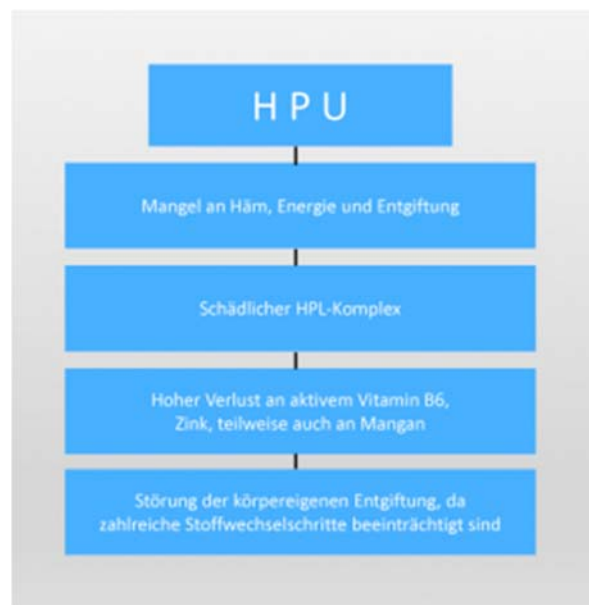 H P U
Mangel an Häm, Energie und Entgiftung
Schädlicher HPL-Komplex
Hoher Verlust an aktivem Vitamin B6,
Zink, teilweise auch an Mangan
Störung der körpereigenen Entgiftung, da
zahlreiche Stoffwechselschritte beeinträchtigt sind